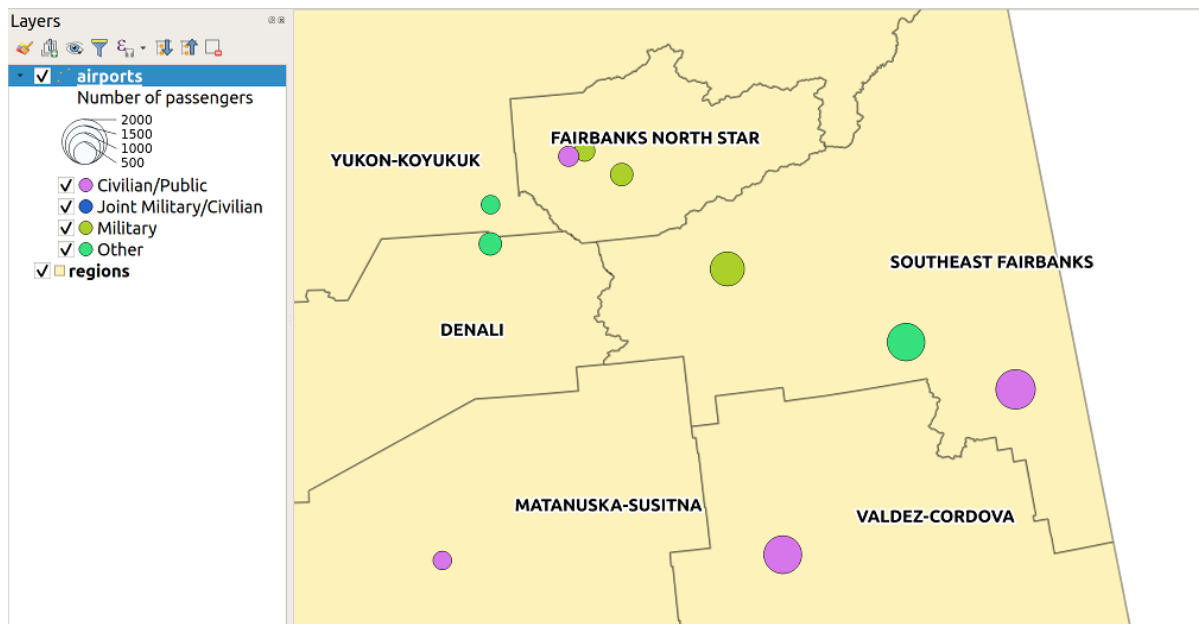 Layers
airports
Number of passengers
2000
1500
1000
500
Civilian/Public
Joint Military/Civilian
Military
Other
regions
FAIRBANKS NORTH STAR
YUKON-KOYUKUK
SOUTHEAST FAIRBANKS
DENALI
MATANUSKA-SUSITNA
VALDEZ-CORDOVA